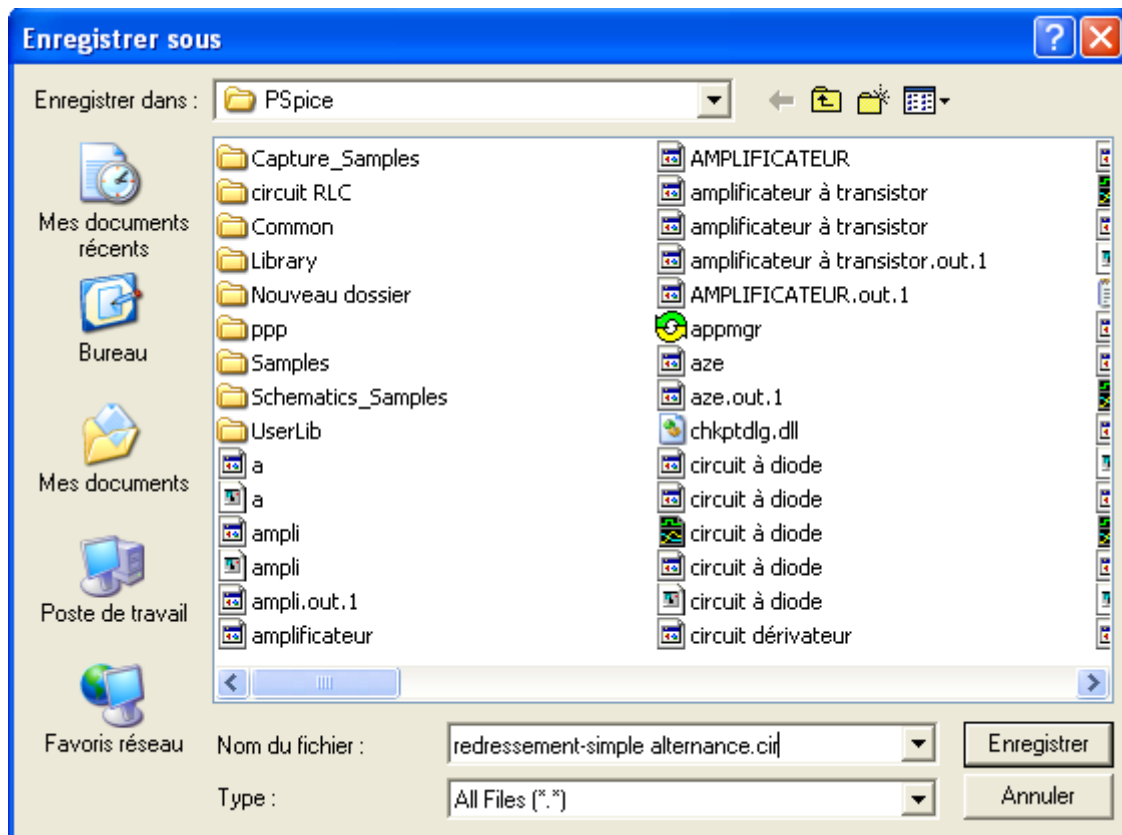 Enregistrer sous
Enregistrer dans :
PSpice
Mes documents
récents
Bureau
Mes documents
Poste de travail
Favoris réseau
Capture_Samples
circuit RLC
Common
Library
Nouveau dossier
ppp
Samples
Schematics_Samples
UserLib
a
a
ampli
ampli
ampli.out.1
amplificateur
AMPLIFICATEUR
amplificateur à transistor
amplificateur à transistor
amplificateur à transistor.out.1
AMPLIFICATEUR.out.1
appmgr
aze
aze.out.1
chkptdlg.dll
circuit à diode
circuit à diode
circuit à diode
circuit à diode
circuit à diode
circuit dérivateur
Nom du fichier :
redressement-simple alternance.cir
Enregistrer
Type :
All Files (*.*)
Annuler